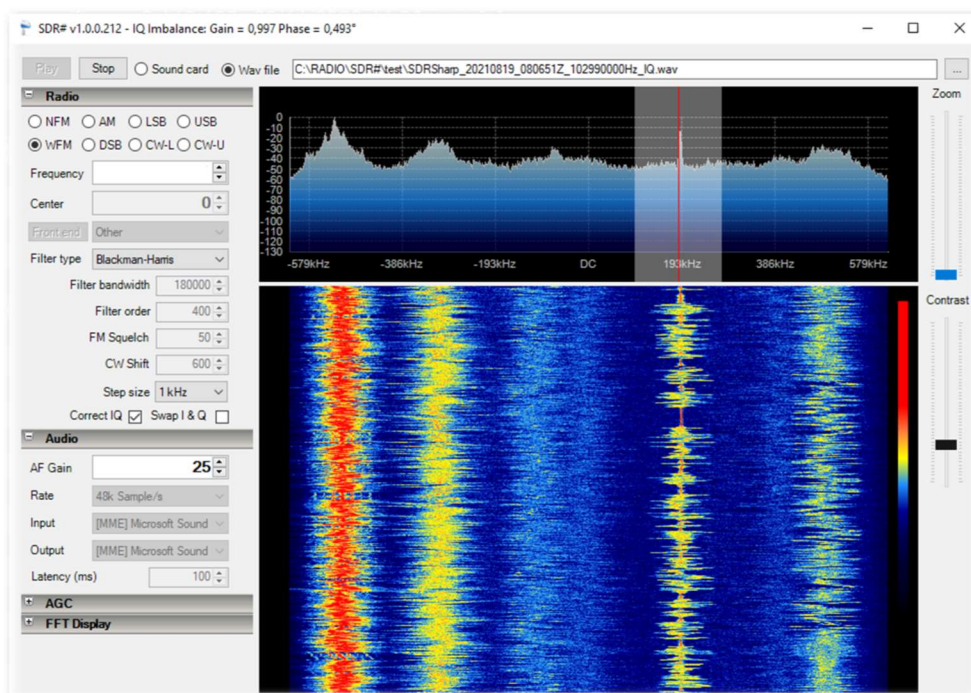 SDR# v1.0.0.212 - IQ Imbalance: Gain = 0,997 Phase = 0,493°
Play Stop Sound card Wav file C:\RADIO\SDR#\test\SDRSharp_20210819_080651Z_102990000Hz_IQ.wav ...
Radio
NFM AM LSB USB
WFM DSB CW-L CW-U
Frequency
Center 0
Front end Other
Filter type Blackman-Harris
Filter bandwidth 180000
Filter order 400
FM Squelch 50
CW Shift 600
Step size 1 kHz
Correct IQ Swap I & Q
Audio
AF Gain 25
Rate 48k Sample/s
Input [MME] Microsoft Sound
Output [MME] Microsoft Sound
Latency (ms) 100
AGC
FFT Display
0
-10
-20
-30
-40
-50
-60
-70
-80
-90
-100
-110
-120
-130
-579kHz -386kHz -193kHz DC 193kHz 386kHz 579kHz
Zoom
Contrast